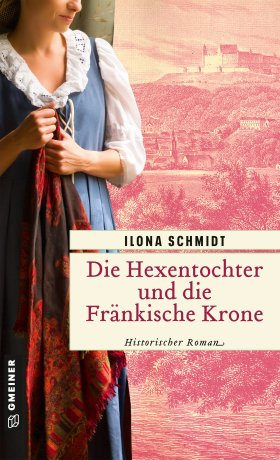 ILONA SCHMIDT
Die Hexentochter
und die
Fränkische Krone
Historischer Roman
GMEINER